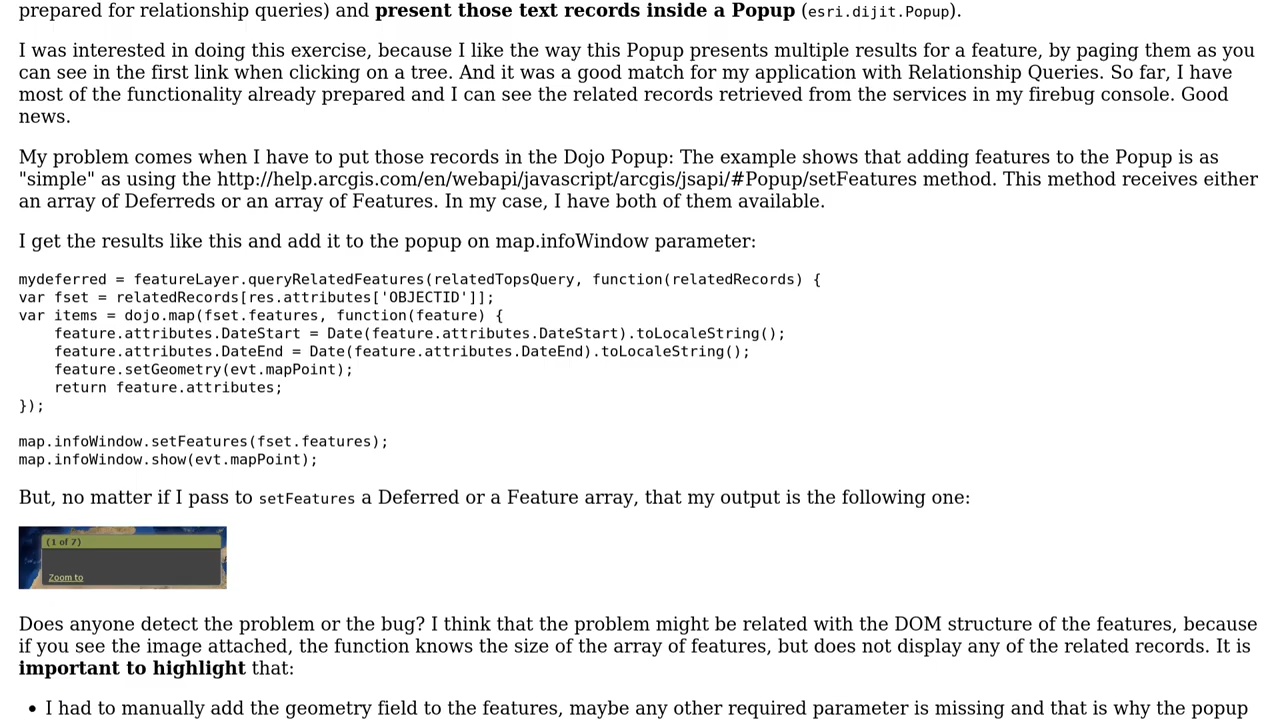 prepared for relationship queries) and present those text records inside a Popup (esri.dijit.Popup).
I was interested in doing this exercise, because I like the way this Popup presents multiple results for a feature, by paging them as you
can see in the first link when clicking on a tree. And it was a good match for my application with Relationship Queries. So far, I have
most of the functionality already prepared and I can see the related records retrieved from the services in my firebug console. Good
news.
My problem comes when I have to put those records in the Dojo Popup: The example shows that adding features to the Popup is as
"simple" as using the http://help.arcgis.com/en/webapi/javascript/arcgis/jsapi/#Popup/setFeatures method. This method receives either
an array of Deferreds or an array of Features. In my case, I have both of them available.
I get the results like this and add it to the popup on map.infoWindow parameter:
mydeferred = featureLayer.queryRelatedFeatures(relatedTopsQuery, function(relatedRecords) {
var fset = relatedRecords[res.attributes['OBJECTID']];
var items = dojo.map(fset.features, function(feature) {
    feature.attributes.DateStart = Date(feature.attributes.DateStart).toLocaleString();
    feature.attributes.DateEnd = Date(feature.attributes.DateEnd).toLocaleString();
    feature.setGeometry(evt.mapPoint);
    return feature.attributes;
});
map.infoWindow.setFeatures(fset.features);
map.infoWindow.show(evt.mapPoint);
But, no matter if I pass to setFeatures a Deferred or a Feature array, that my output is the following one:
(1 of 7)
Zoom to
Does anyone detect the problem or the bug? I think that the problem might be related with the DOM structure of the features, because
if you see the image attached, the function knows the size of the array of features, but does not display any of the related records. It is
important to highlight that:
• I had to manually add the geometry field to the features, maybe any other required parameter is missing and that is why the popup